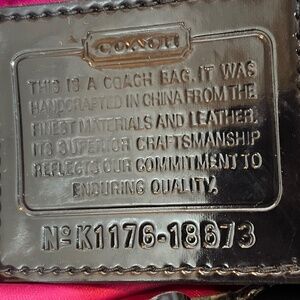 COACH
THIS IS A COACH BAG. IT WAS
HANDCRAFTED IN CHINA FROM THE
FINEST MATERIALS AND LEATHER.
ITS SUPERIOR CRAFTSMANSHIP
REFLECTS OUR COMMITMENT TO
ENDURING QUALITY.
Nº K1176-18673